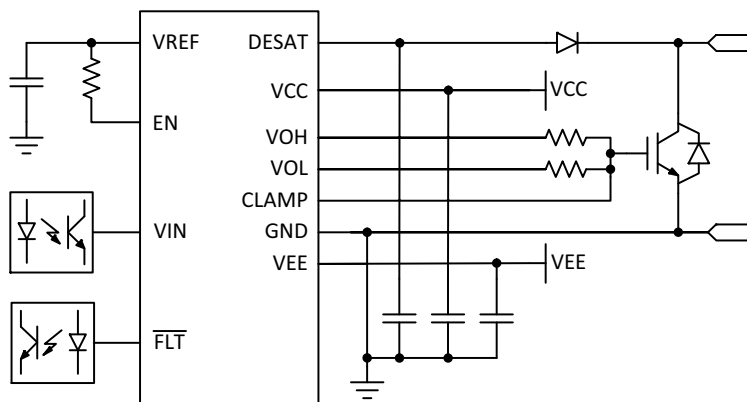 VREF
EN
VIN
FLT
DESAT
VCC
VOH
VOL
CLAMP
GND
VEE
VCC
VEE